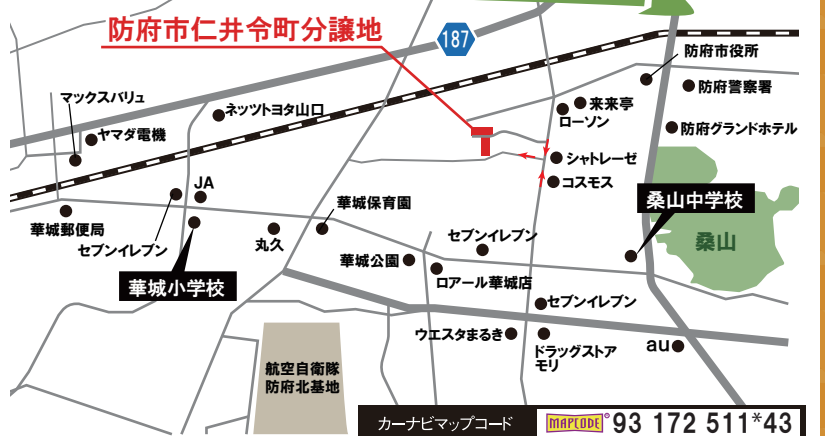 防府市仁井令町分譲地
187
防府市役所
マックスバリュ
ネッツトヨタ山口
来来亭
防府警察署
ヤマダ電機
ローソン
防府グランドホテル
シャトレーゼ
JA
コスモス
桑山中学校
華城保育園
華城郵便局
セブンイレブン
丸久
セブンイレブン
桑山
華城公園
華城小学校
ロアール華城店
セブンイレブン
ウエスタまるき
ドラッグストア
モリ
au
航空自衛隊
防府北基地
カーナビマップコード
MAPCODE 93 172 511*43